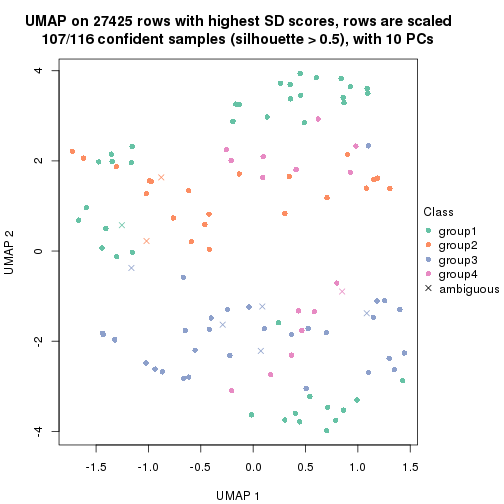 UMAP on 27425 rows with highest SD scores, rows are scaled
107/116 confident samples (silhouette > 0.5), with 10 PCs
4
2
0
-2
-4
UMAP 2
-1.5
-1.0
-0.5
0.0
0.5
1.0
1.5
UMAP 1
Class
group1
group2
group3
group4
ambiguous